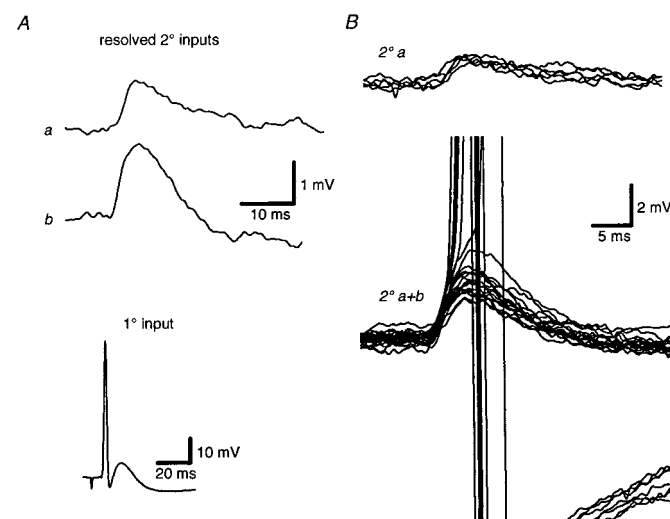 A
resolved 2° inputs
a
b
1 mV
10 ms
1° input
10 mV
20 ms
B
2° a
2 mV
5 ms
2° a+b